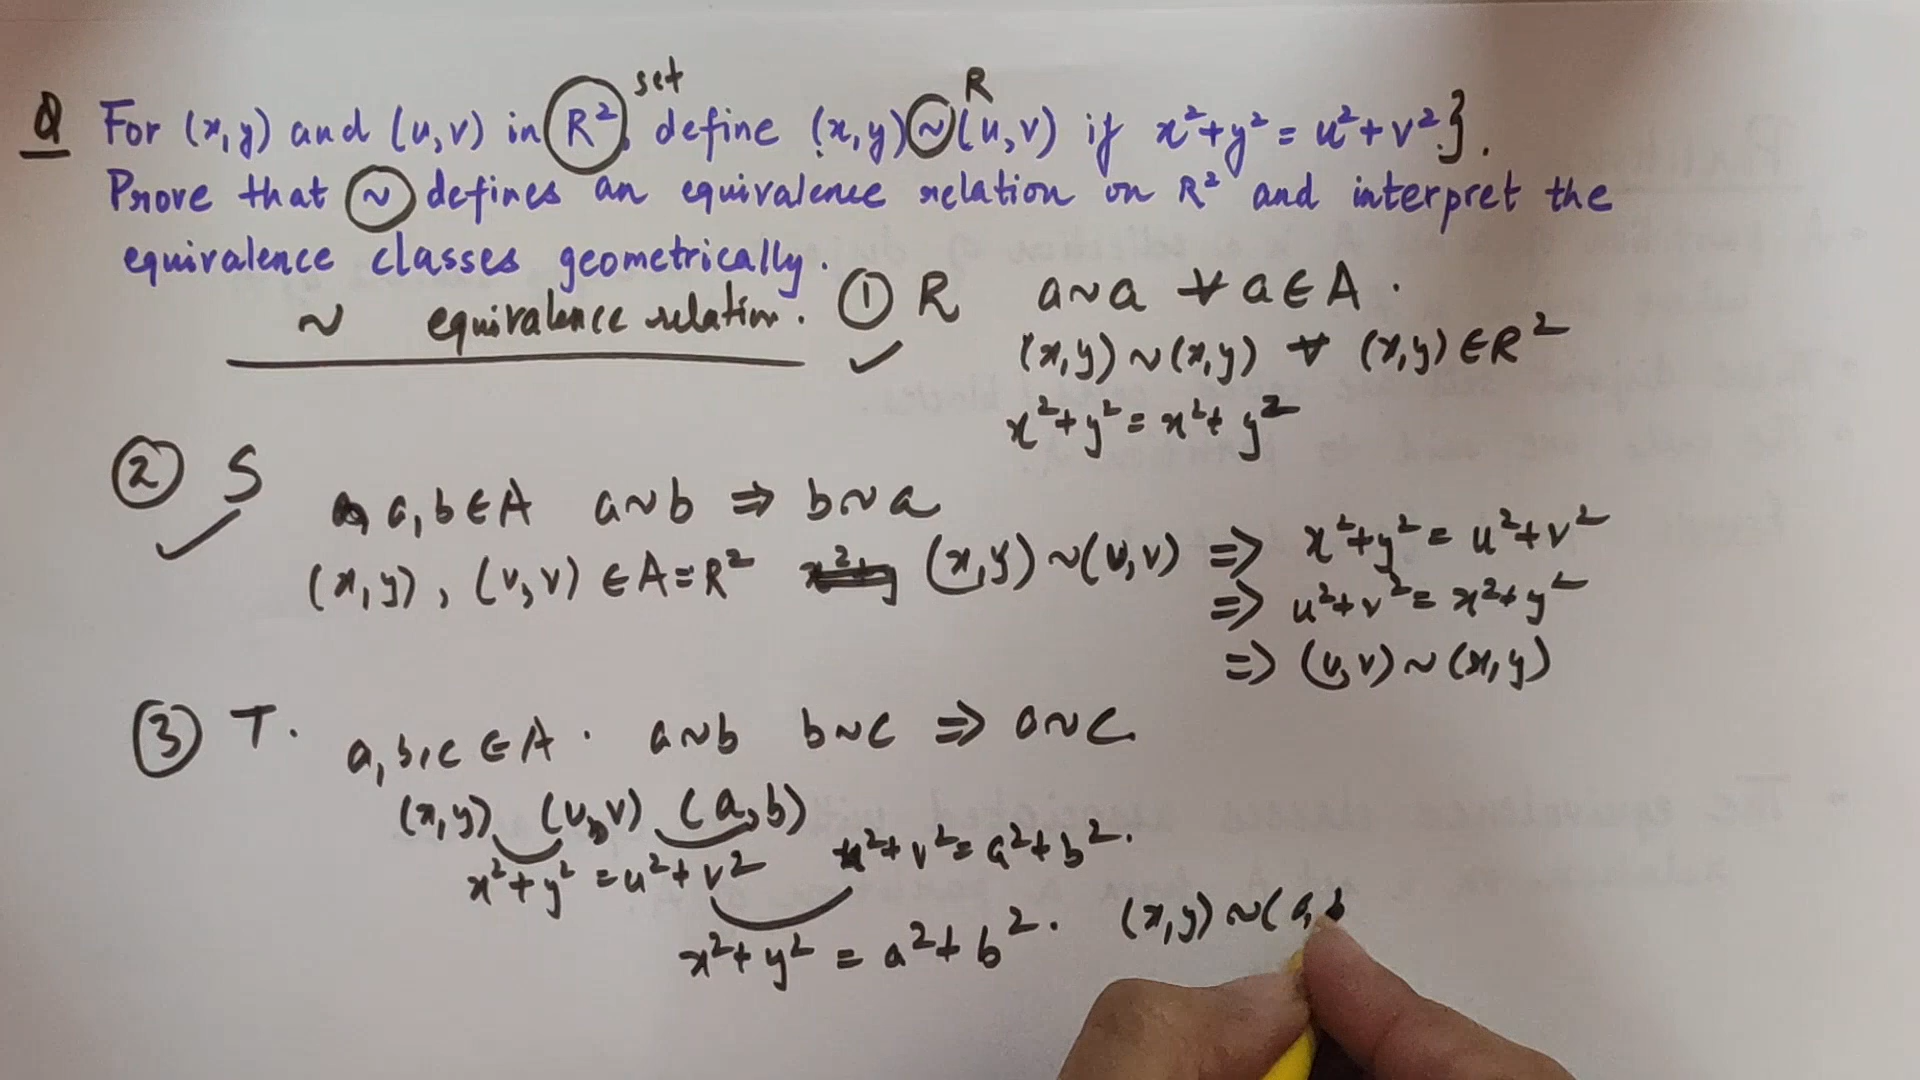 Q For (x,y) and (u,v) in R², define (x,y) ~ (u,v) if x²+y² = u²+v²}.
set
R
Prove that ~ defines an equivalence relation on R² and interpret the
equivalence classes geometrically.
~ equivalence relation. ① R a~a ∀ a∈A.
(x,y) ~ (x,y) ∀ (x,y) ∈ R²
x²+y² = x²+y²
② S
a,b∈A a~b ⇒ b~a
(x,y), (u,v) ∈ A=R² (x,y) ~ (u,v) ⇒ x²+y² = u²+v²
⇒ u²+v² = x²+y²
⇒ (u,v) ~ (x,y)
③ T. a,b,c ∈ A. a~b b~c ⇒ a~c
(x,y) (u,v) (a,b)
x²+y² = u²+v² u²+v² = a²+b².
x²+y² = a²+b². (x,y) ~ (a,b